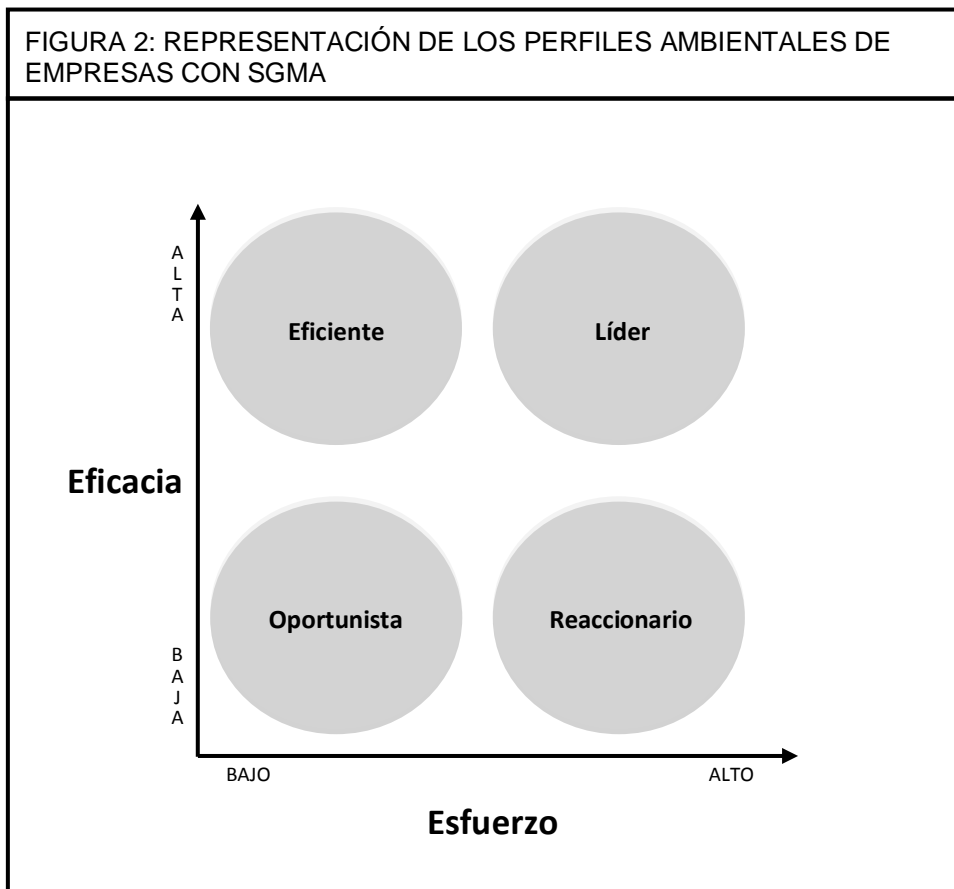 FIGURA 2: REPRESENTACIÓN DE LOS PERFILES AMBIENTALES DE
EMPRESAS CON SGMA
A
L
T
A
Eficiente
Líder
Eficacia
Oportunista
Reaccionario
B
A
J
A
BAJO
ALTO
Esfuerzo